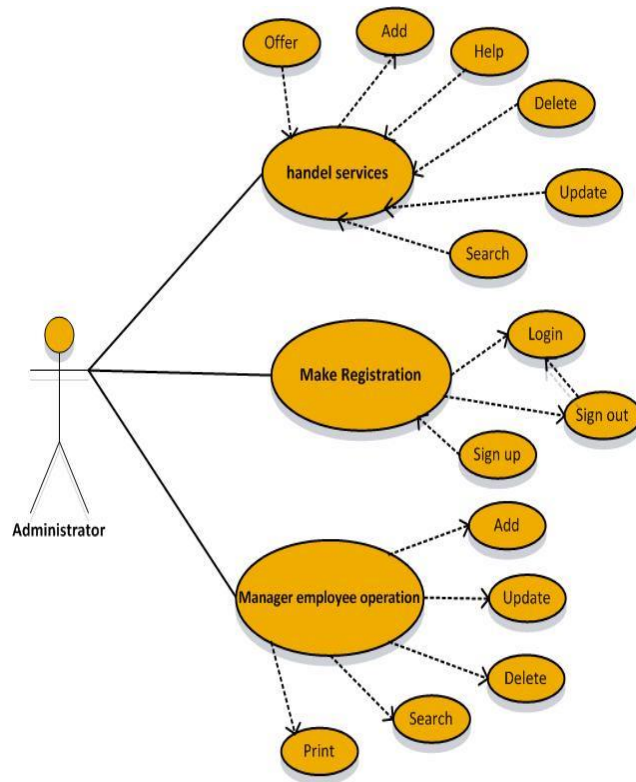 Offer
Add
Help
Delete
handel services
Update
Search
Login
Make Registration
Sign out
Sign up
Administrator
Add
Manager employee operation
Update
Delete
Search
Print